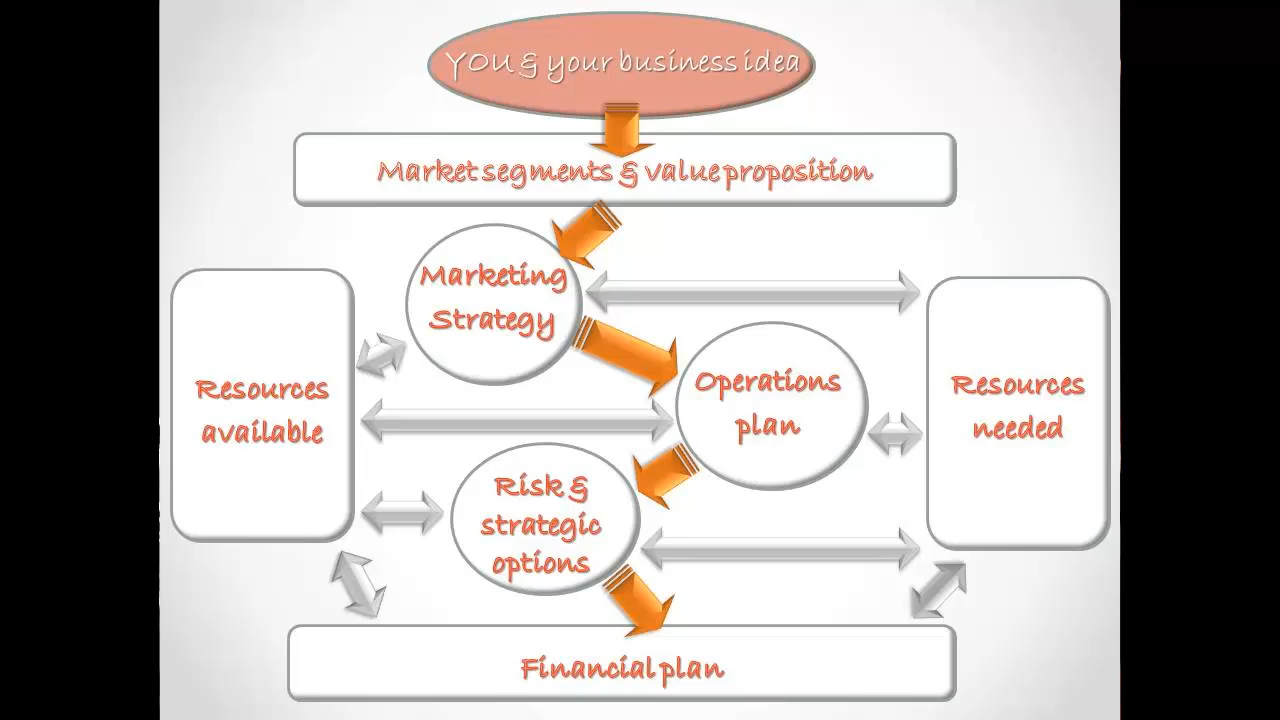 YOU & your business idea
Market segments & value proposition
Marketing
Strategy
Resources
available
Operations
plan
Resources
needed
Risk &
strategic
options
Financial plan